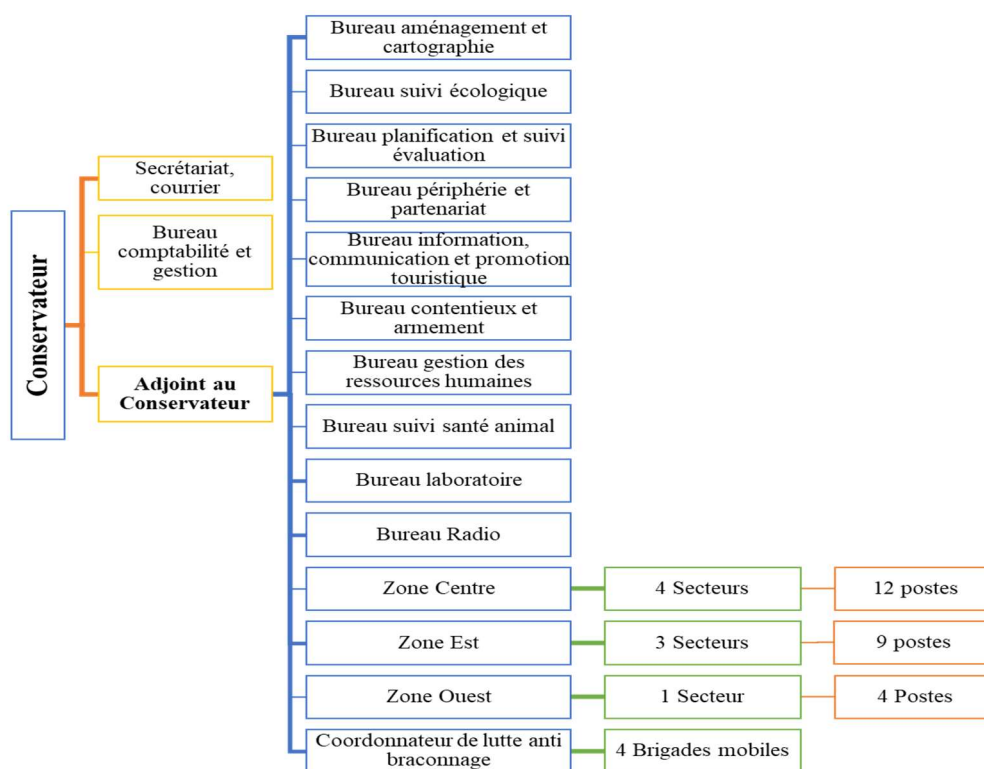 Conservateur
Secrétariat,
courrier
Bureau
comptabilité et
gestion
Adjoint au
Conservateur
Bureau aménagement et
cartographie
Bureau suivi écologique
Bureau planification et suivi
évaluation
Bureau périphérie et
partenariat
Bureau information,
communication et promotion
touristique
Bureau contentieux et
armement
Bureau gestion des
ressources humaines
Bureau suivi santé animal
Bureau laboratoire
Bureau Radio
Zone Centre
4 Secteurs
12 postes
Zone Est
3 Secteurs
9 postes
Zone Ouest
1 Secteur
4 Postes
Coordonnateur de lutte anti
braconnage
4 Brigades mobiles